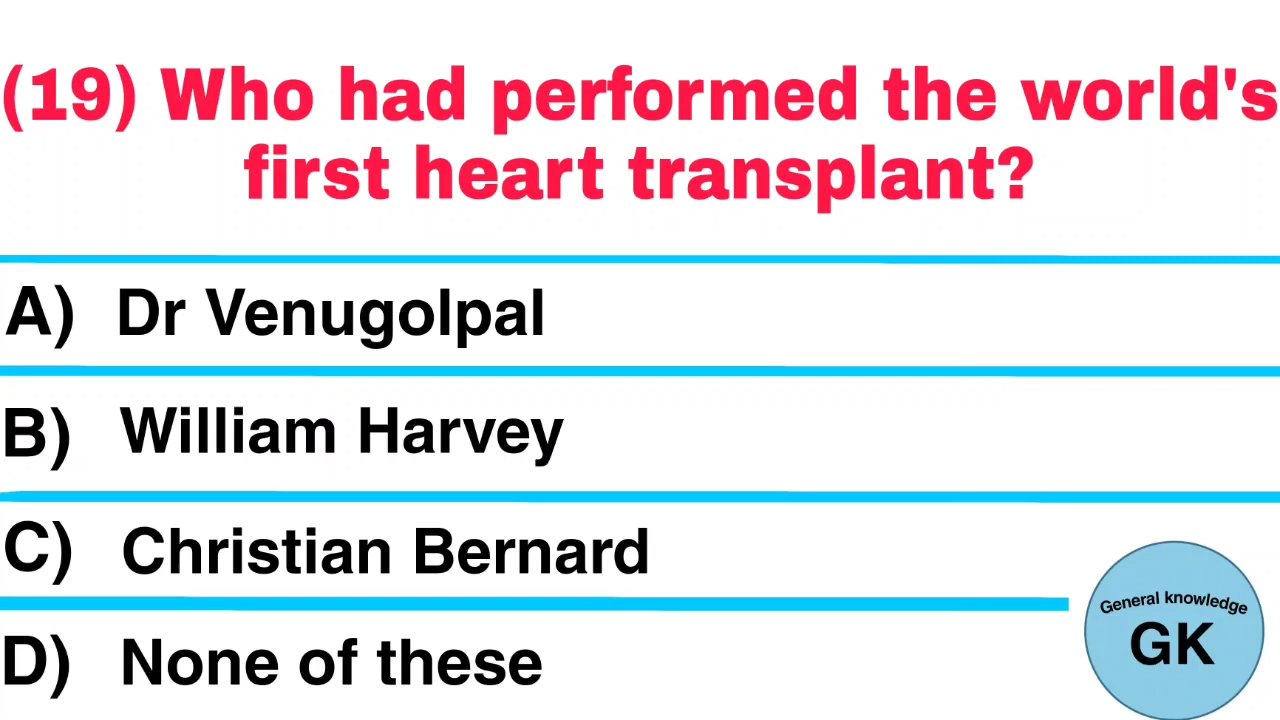 (19) Who had performed the world's
first heart transplant?
A) Dr Venugolpal
B) William Harvey
C) Christian Bernard
D) None of these
General knowledge
GK